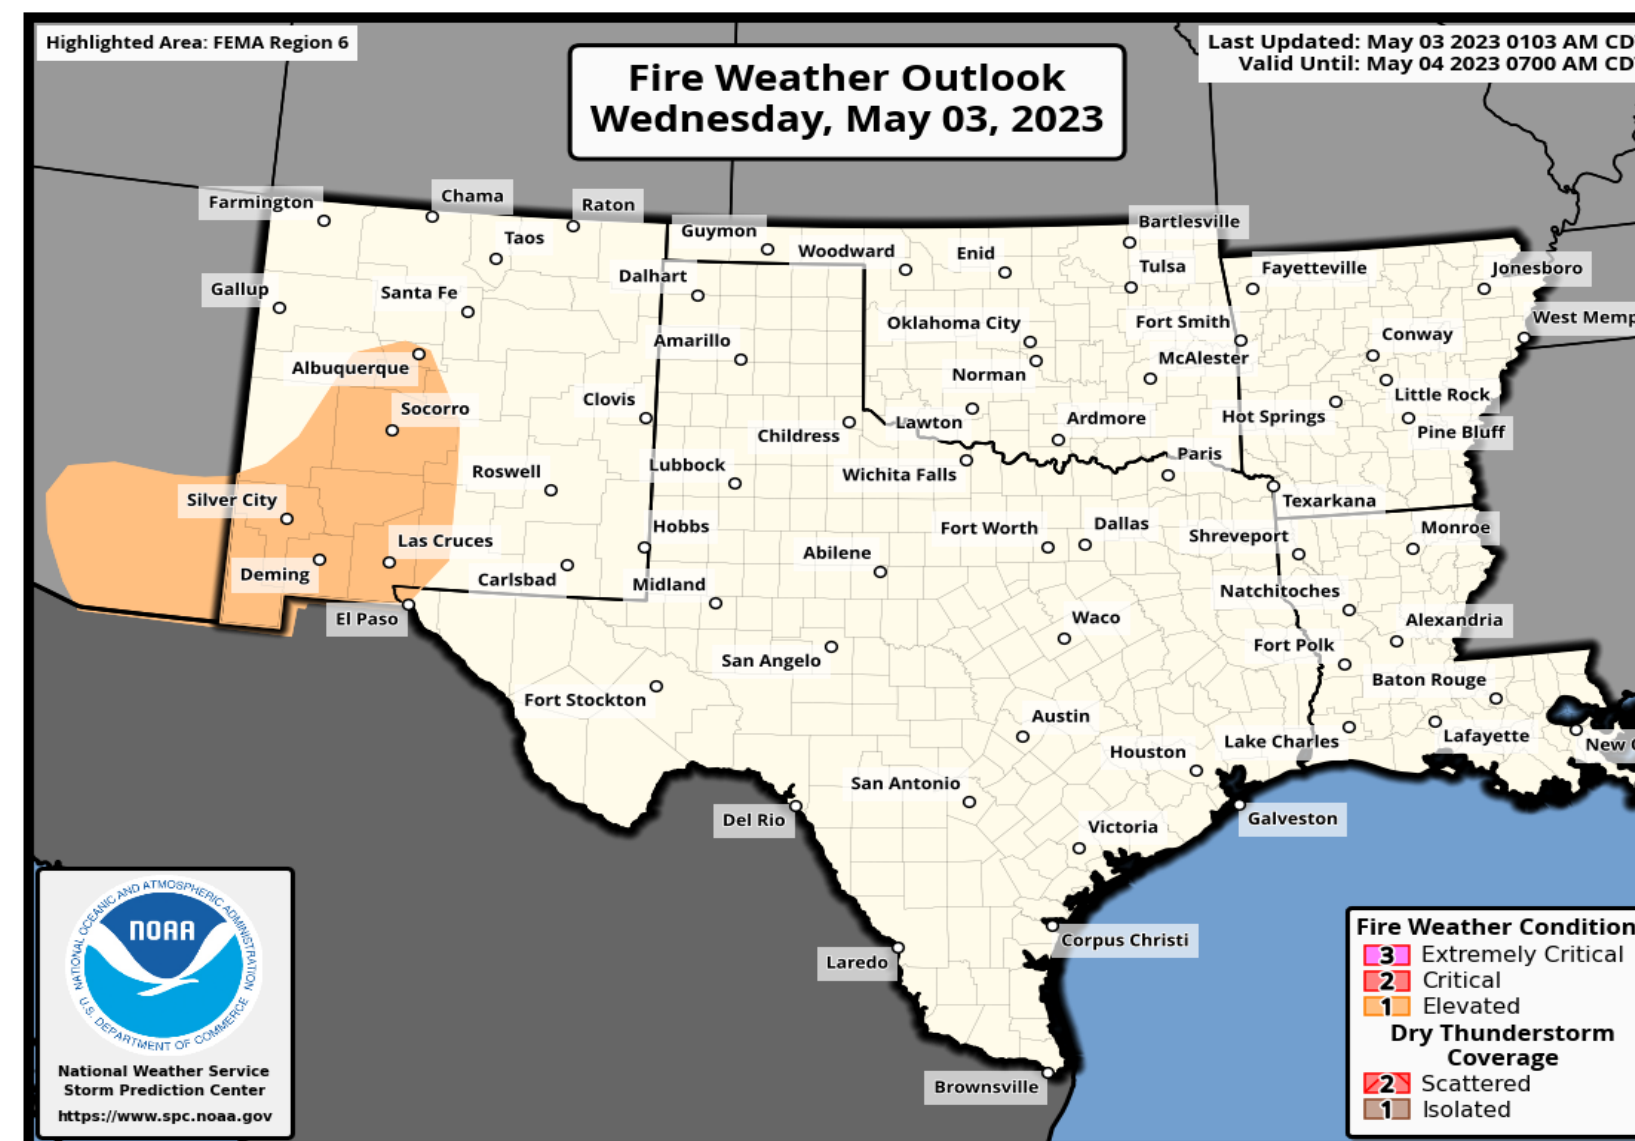 Highlighted Area: FEMA Region 6
Fire Weather Outlook
Wednesday, May 03, 2023
Last Updated: May 03 2023 0103 AM CD
Valid Until: May 04 2023 0700 AM CD
Farmington
Chama
Raton
Taos
Guymon
Woodward
Enid
Bartlesville
Tulsa
Fayetteville
Jonesboro
Gallup
Santa Fe
Dalhart
Oklahoma City
Fort Smith
West Memp
Amarillo
Conway
Albuquerque
Norman
McAlester
Little Rock
Socorro
Clovis
Childress
Lawton
Ardmore
Hot Springs
Pine Bluff
Roswell
Lubbock
Wichita Falls
Paris
Silver City
Texarkana
Hobbs
Fort Worth
Dallas
Shreveport
Monroe
Las Cruces
Abilene
Deming
Carlsbad
Midland
Natchitoches
El Paso
Waco
Alexandria
San Angelo
Fort Polk
Fort Stockton
Baton Rouge
Austin
Houston
Lake Charles
Lafayette
New
San Antonio
Del Rio
Victoria
Galveston
Corpus Christi
Laredo
Brownsville
NATIONAL OCEANIC AND ATMOSPHERIC ADMINISTRATION
NOAA
U.S. DEPARTMENT OF COMMERCE
National Weather Service
Storm Prediction Center
https://www.spc.noaa.gov
Fire Weather Condition
3 Extremely Critical
2 Critical
1 Elevated
Dry Thunderstorm
Coverage
2 Scattered
1 Isolated